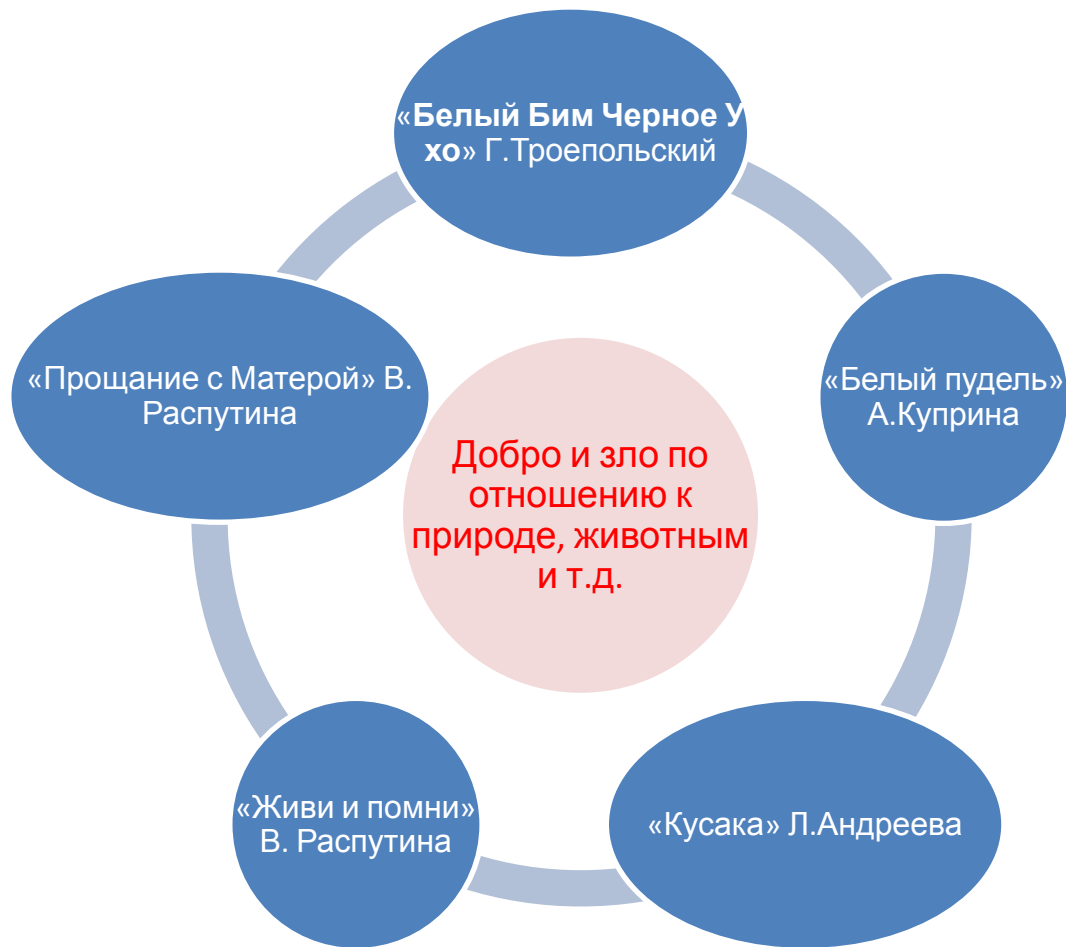 «Белый Бим Черное У
хо» Г.Троепольский
«Белый пудель»
А.Куприна
«Кусака» Л.Андреева
«Живи и помни»
В. Распутина
«Прощание с Матерой» В.
Распутина
Добро и зло по
отношению к
природе, животным
и т.д.